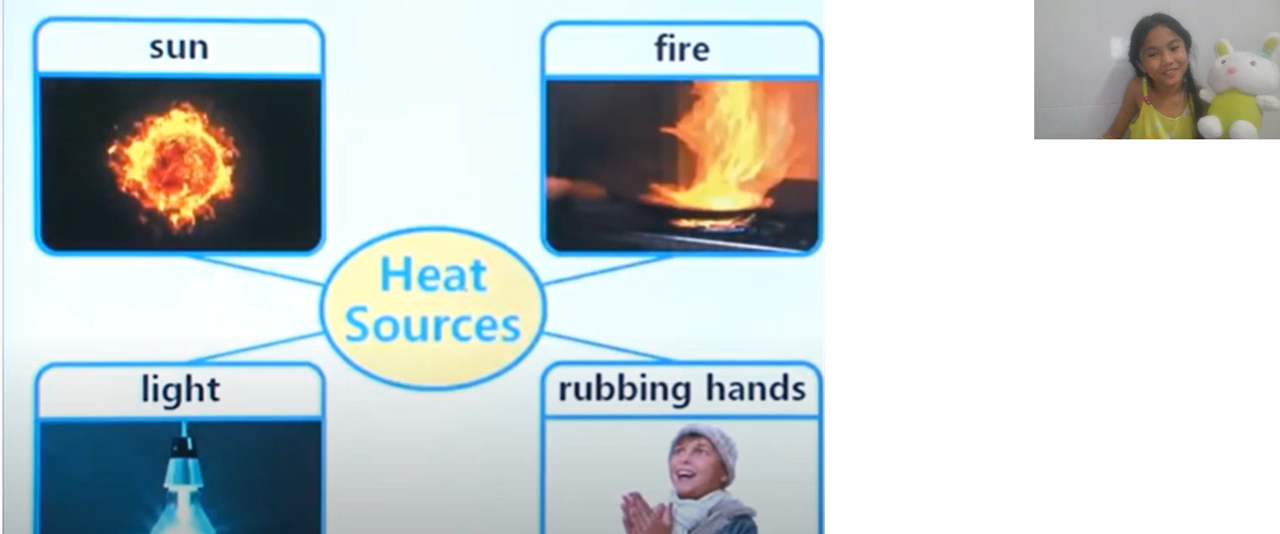 sun
fire
Heat
Sources
light
rubbing hands